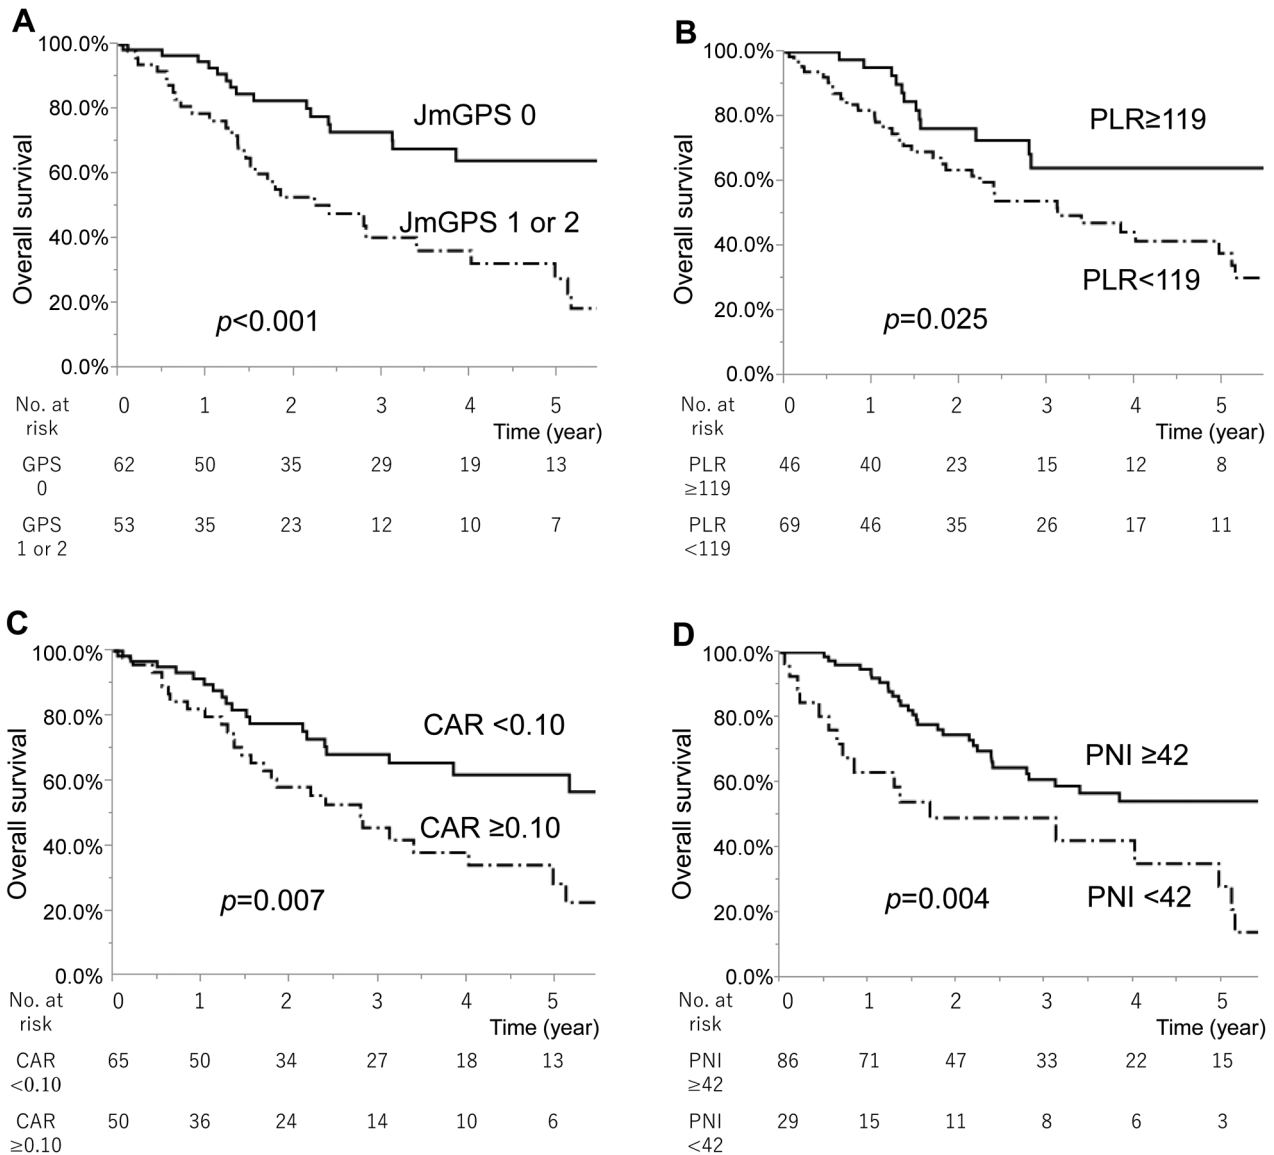 A
100.0%
80.0%
60.0%
40.0%
20.0%
0.0%
Overall survival
JmGPS 0
JmGPS 1 or 2
p<0.001
No. at
risk
0 1 2 3 4 5
Time (year)
GPS
0
62 50 35 29 19 13
GPS
1 or 2
53 35 23 12 10 7
B
100.0%
80.0%
60.0%
40.0%
20.0%
0.0%
Overall survival
PLR≥119
PLR<119
p=0.025
No. at
risk
0 1 2 3 4 5
Time (year)
PLR
≥119
46 40 23 15 12 8
PLR
<119
69 46 35 26 17 11
C
100.0%
80.0%
60.0%
40.0%
20.0%
0.0%
Overall survival
CAR <0.10
CAR ≥0.10
p=0.007
No. at
risk
0 1 2 3 4 5
Time (year)
CAR
<0.10
65 50 34 27 18 13
CAR
≥0.10
50 36 24 14 10 6
D
100.0%
80.0%
60.0%
40.0%
20.0%
0.0%
Overall survival
PNI ≥42
PNI <42
p=0.004
No. at
risk
0 1 2 3 4 5
Time (year)
PNI
≥42
86 71 47 33 22 15
PNI
<42
29 15 11 8 6 3